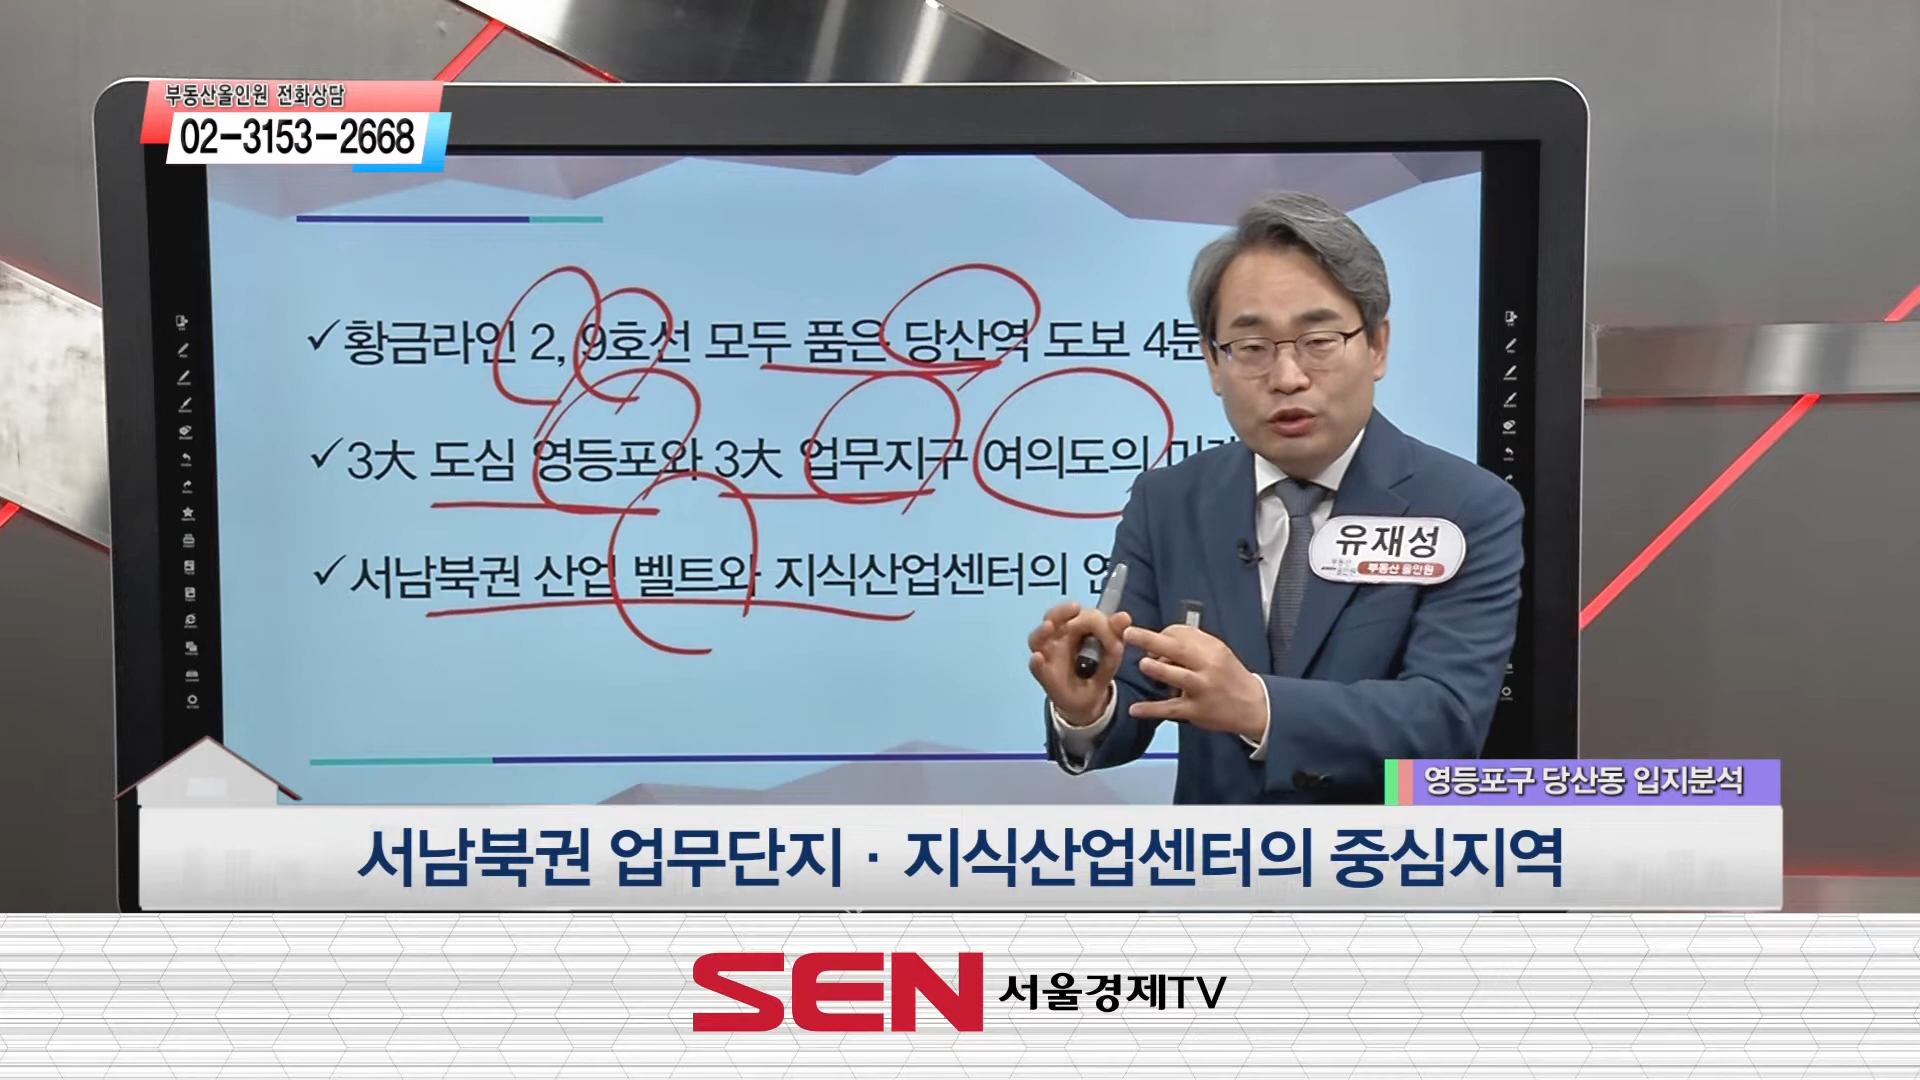 부동산올인원 전화상담
02-3153-2668
✓황금라인 2, 9호선 모두 품은 당산역 도보 4분
✓3大 도심 영등포와 3大 업무지구 여의도의
✓서남북권 산업 벨트와 지식산업센터의
유재성
부동산 올인원
영등포구 당산동 입지분석
서남북권 업무단지 · 지식산업센터의 중심지역
SEN 서울경제TV